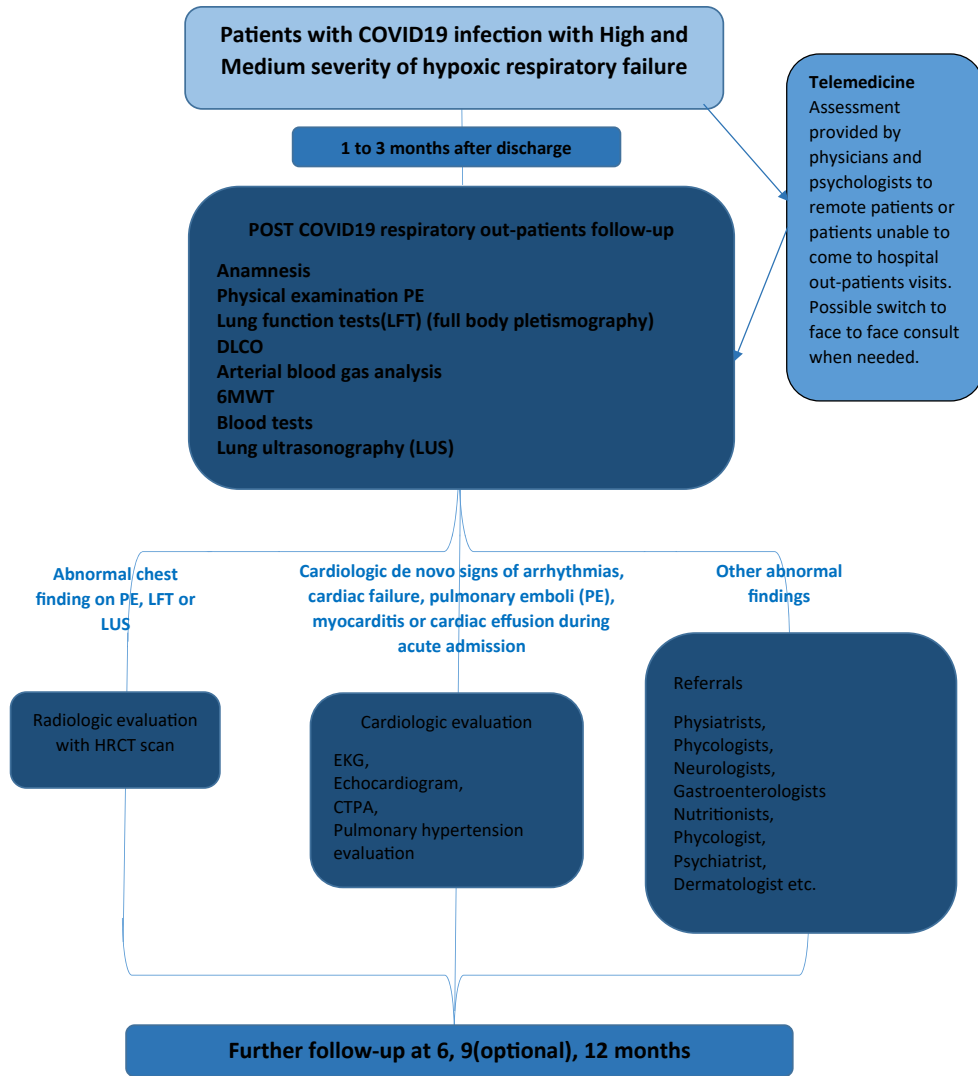 Patients with COVID19 infection with High and
Medium severity of hypoxic respiratory failure
Telemedicine
Assessment
provided by
physicians and
psychologists to
remote patients or
patients unable to
come to hospital
out-patients visits.
Possible switch to
face to face consult
when needed.
1 to 3 months after discharge
POST COVID19 respiratory out-patients follow-up
Anamnesis
Physical examination PE
Lung function tests(LFT) (full body pletismography)
DLCO
Arterial blood gas analysis
6MWT
Blood tests
Lung ultrasonography (LUS)
Abnormal chest
finding on PE, LFT or
LUS
Cardiologic de novo signs of arrhythmias,
cardiac failure, pulmonary emboli (PE),
myocarditis or cardiac effusion during
acute admission
Other abnormal
findings
Radiologic evaluation
with HRCT scan
Cardiologic evaluation
EKG,
Echocardiogram,
CTPA,
Pulmonary hypertension
evaluation
Referrals
Physiatrists,
Phycologists,
Neurologists,
Gastroenterologists
Nutritionists,
Phycologist,
Psychiatrist,
Dermatologist etc.
Further follow-up at 6, 9(optional), 12 months